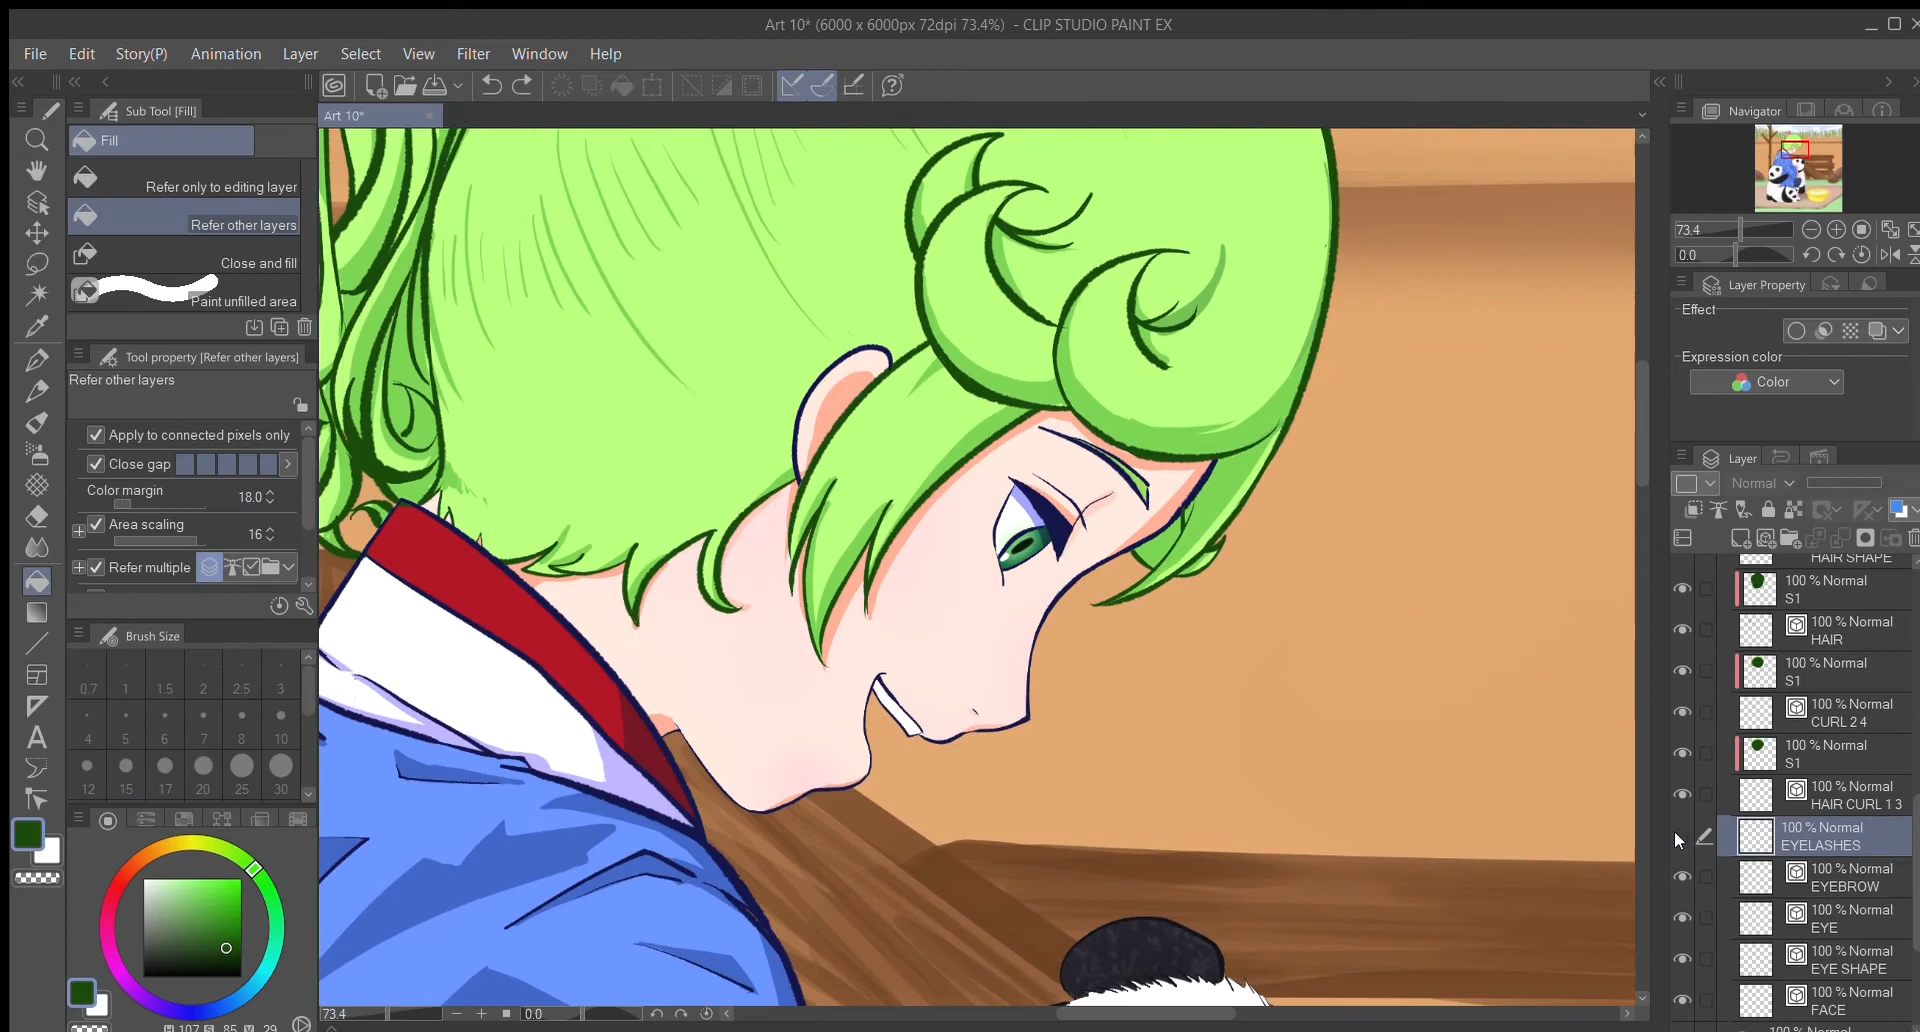 Art 10* (6000 x 6000px 72dpi 73.4%) - CLIP STUDIO PAINT EX
File Edit Story(P) Animation Layer Select View Filter Window Help
Sub Tool [Fill]
Fill
Refer only to editing layer
Refer other layers
Close and fill
Paint unfilled area
Tool property [Refer other layers]
Refer other layers
Apply to connected pixels only
Close gap
Color margin 18.0
Area scaling 16
Refer multiple
Brush Size
0.7 1 1.5 2 2.5 3
4 5 6 7 8 10
12 15 17 20 25 30
H 107 S 85 V 29
Art 10*
73.4 0.0
Navigator
73.4
0.0
Layer Property
Effect
Expression color
Color
Layer
Normal
HAIR SHAPE
100 % Normal
S1
100 % Normal
HAIR
100 % Normal
S1
100 % Normal
CURL 2 4
100 % Normal
S1
100 % Normal
HAIR CURL 1 3
100 % Normal
EYELASHES
100 % Normal
EYEBROW
100 % Normal
EYE
100 % Normal
EYE SHAPE
100 % Normal
FACE
100 % Normal